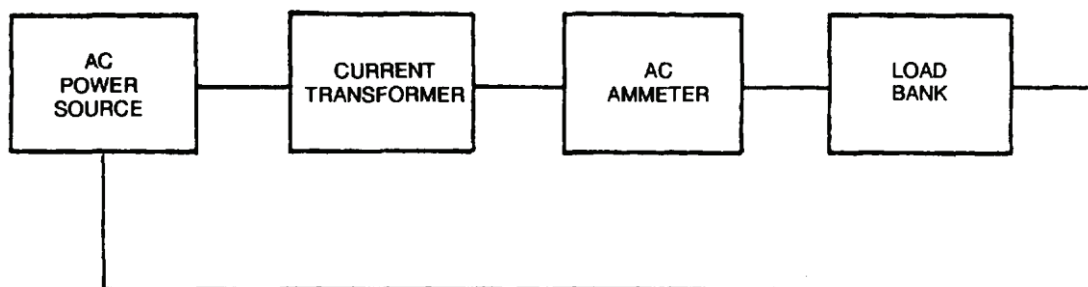 AC
POWER
SOURCE
CURRENT
TRANSFORMER
AC
AMMETER
LOAD
BANK